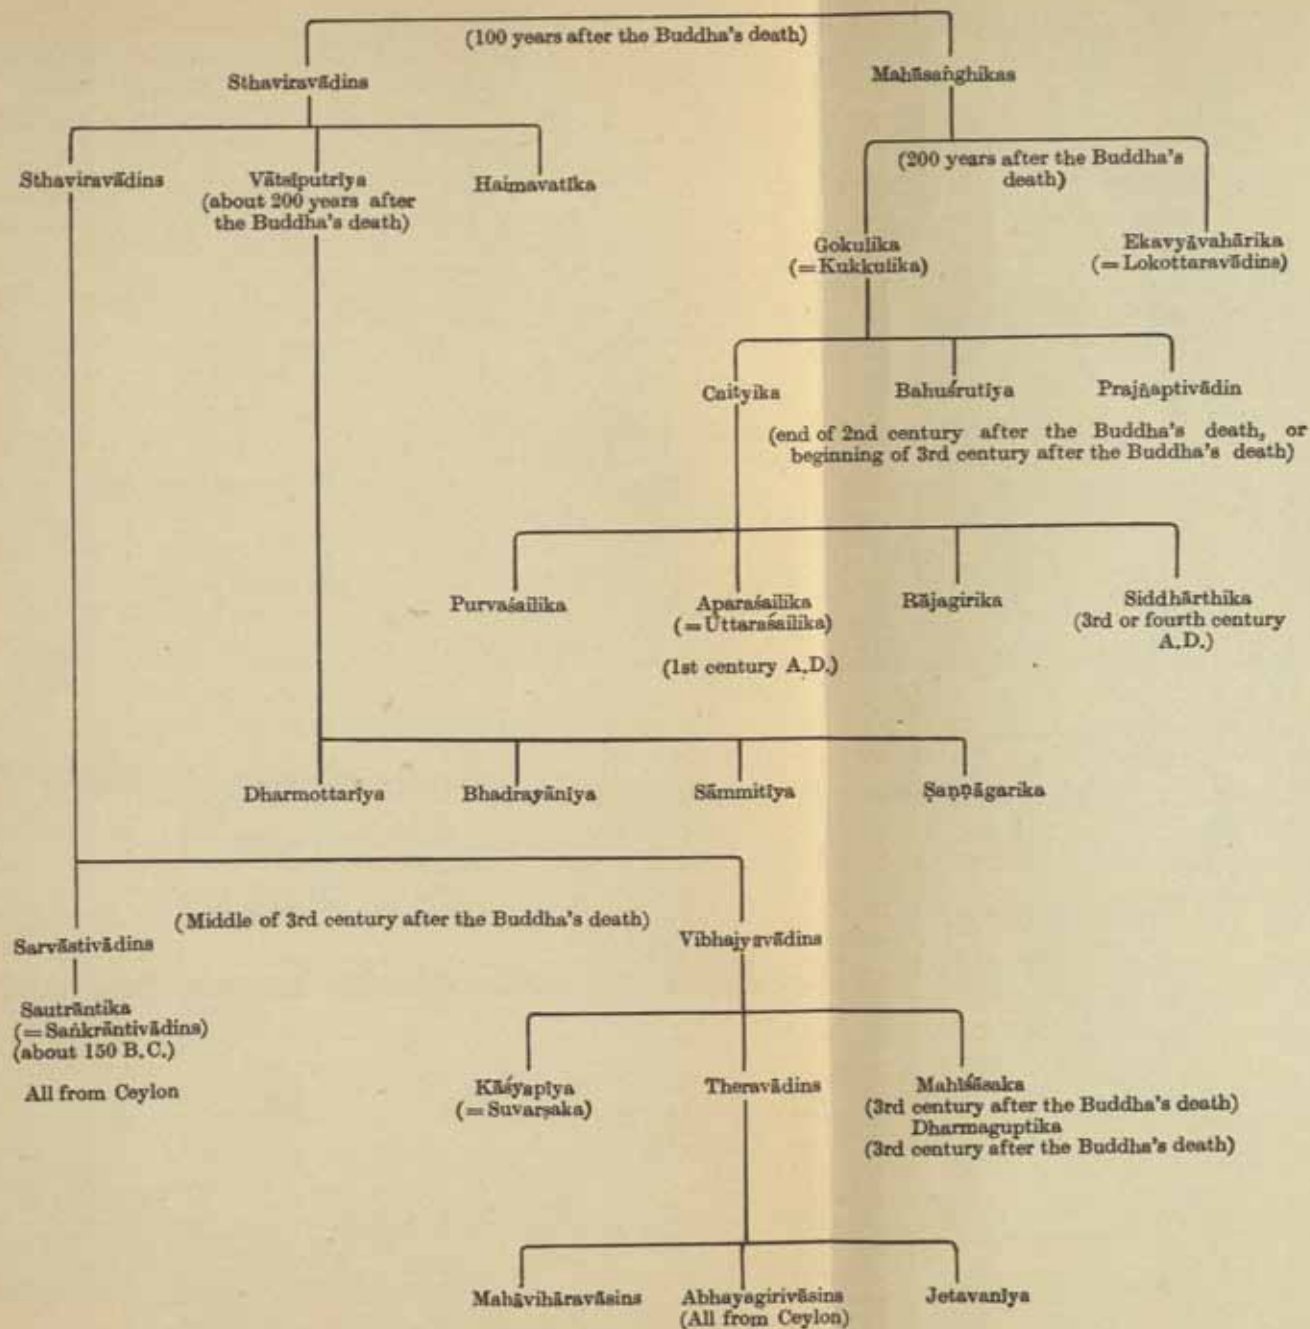 (100 years after the Buddha's death)
Sthaviravādins
Mahāsaṅghikas
(200 years after the Buddha's
death)
Sthaviravādins
Vātsiputrīya
(about 200 years after
the Buddha's death)
Haimavatika
Gokulika
(=Kukkulika)
Ekavyāvahārika
(=Lokottaravādins)
Caityika
Bahuśrutīya
Prajñaptivādin
(end of 2nd century after the Buddha's death, or
beginning of 3rd century after the Buddha's death)
Purvaśailika
Aparaśailika
(=Uttaraśailika)
(1st century A.D.)
Rājagirika
Siddhārthika
(3rd or fourth century
A.D.)
Dharmottarīya
Bhadrayānīya
Sāmmitīya
Ṣaṇṇāgarika
(Middle of 3rd century after the Buddha's death)
Sarvāstivādins
Vibhajyavādins
Sautrāntika
(=Saṅkrāntivādins)
(about 150 B.C.)
All from Ceylon
Kāśyapīya
(=Suvarṣaka)
Theravādins
Mahīśāsaka
(3rd century after the Buddha's death)
Dharmaguptika
(3rd century after the Buddha's death)
Mahāvihāravāsins
Abhayagirivāsins
(All from Ceylon)
Jetavanīya